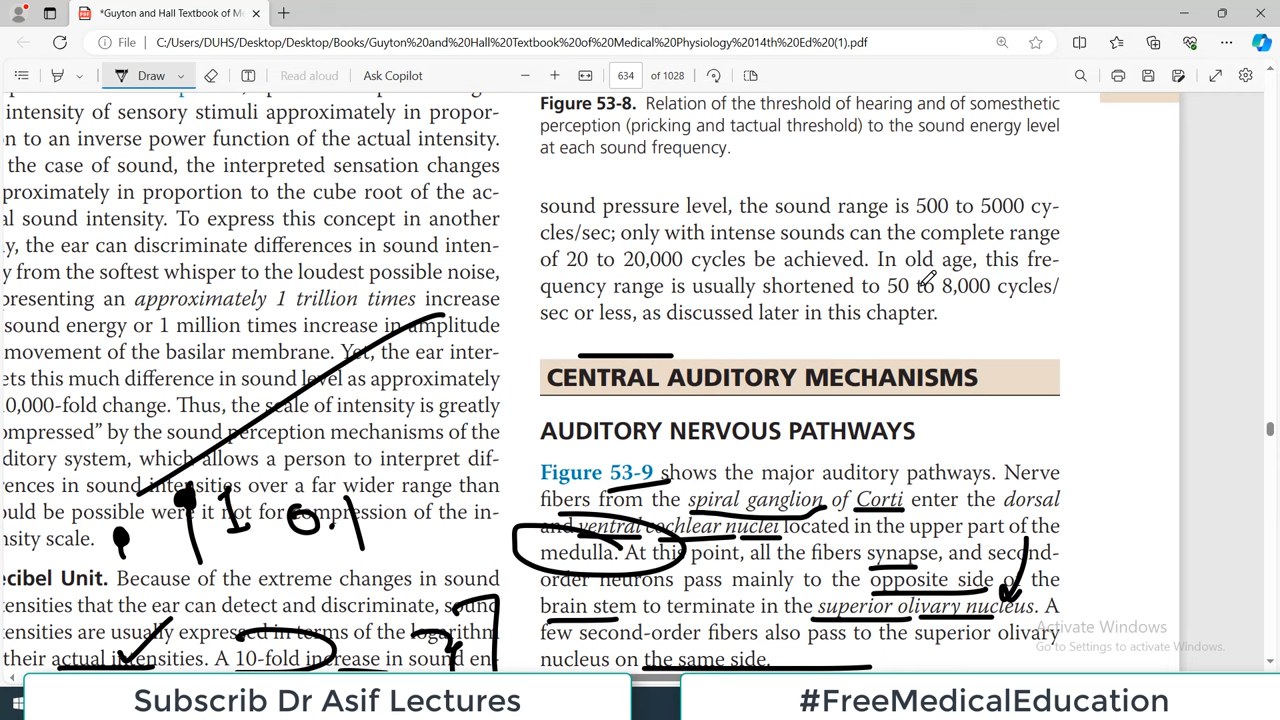 *Guyton and Hall Textbook of Me
File
C:/Users/DUHS/Desktop/Desktop/Books/Guyton%20and%20Hall%20Textbook%20of%20Medical%20Physiology%2014th%20Ed%20(1).pdf
Draw
Read aloud
Ask Copilot
634 of 1028
intensity of sensory stimuli approximately in propor-
n to an inverse power function of the actual intensity.
the case of sound, the interpreted sensation changes
proximately in proportion to the cube root of the ac-
al sound intensity. To express this concept in another
y, the ear can discriminate differences in sound inten-
y from the softest whisper to the loudest possible noise,
presenting an approximately 1 trillion times increase
sound energy or 1 million times increase in amplitude
movement of the basilar membrane. Yet, the ear inter-
ets this much difference in sound level as approximately
0,000-fold change. Thus, the scale of intensity is greatly
ompressed” by the sound perception mechanisms of the
ditory system, which allows a person to interpret dif-
rences in sound intensities over a far wider range than
ould be possible were it not for compression of the in-
nsity scale.
1 0.1
ecibel Unit. Because of the extreme changes in sound
tensities that the ear can detect and discriminate, sound
tensities are usually expressed in terms of the logarithm
their actual intensities. A 10-fold increase in sound en-
Figure 53-8. Relation of the threshold of hearing and of somesthetic
perception (pricking and tactual threshold) to the sound energy level
at each sound frequency.
sound pressure level, the sound range is 500 to 5000 cy-
cles/sec; only with intense sounds can the complete range
of 20 to 20,000 cycles be achieved. In old age, this fre-
quency range is usually shortened to 50 to 8,000 cycles/
sec or less, as discussed later in this chapter.
CENTRAL AUDITORY MECHANISMS
AUDITORY NERVOUS PATHWAYS
Figure 53-9 shows the major auditory pathways. Nerve
fibers from the spiral ganglion of Corti enter the dorsal
and ventral cochlear nuclei located in the upper part of the
medulla. At this point, all the fibers synapse, and second-
order neurons pass mainly to the opposite side of the
brain stem to terminate in the superior olivary nucleus. A
few second-order fibers also pass to the superior olivary
nucleus on the same side.
Activate Windows
Go to Settings to activate Windows.
Subscrib Dr Asif Lectures
#FreeMedicalEducation